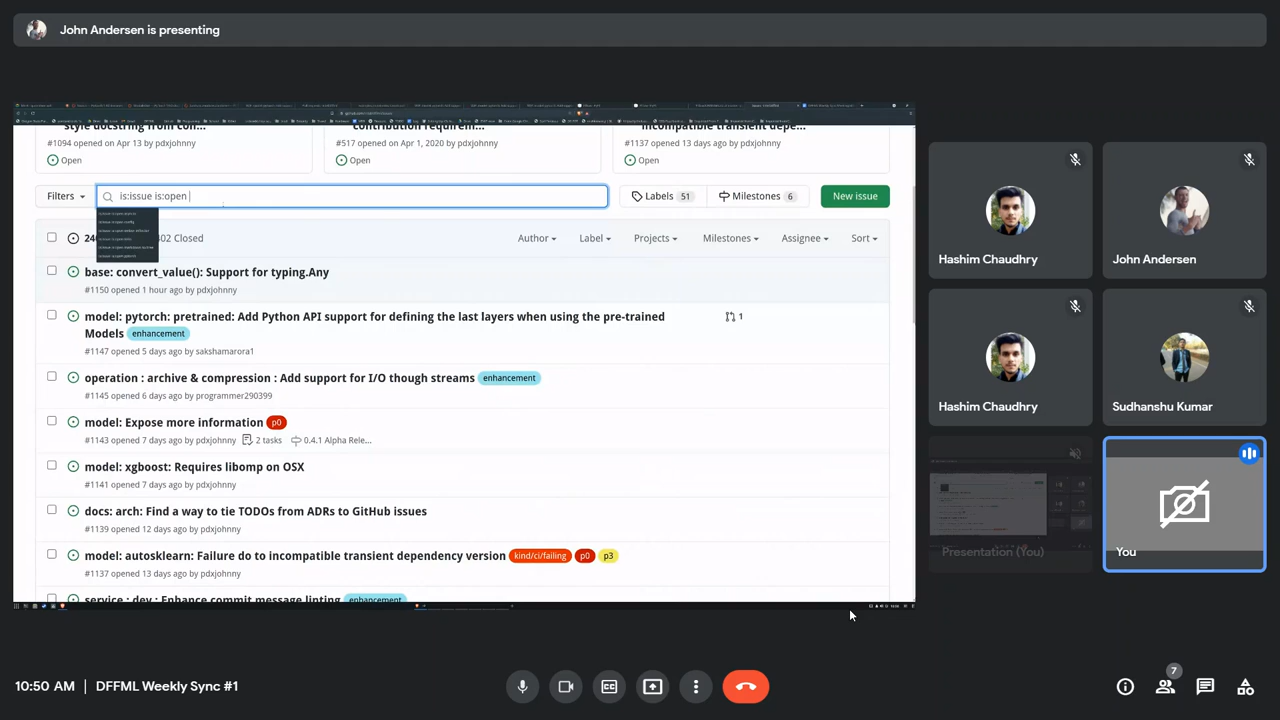 John Andersen is presenting
style docstring from con...
contribution requirem...
incompatible transient depe...
#1094 opened on Apr 13 by pdxjohnny
#517 opened on Apr 1, 2020 by pdxjohnny
#1137 opened 13 days ago by pdxjohnny
Open
Open
Open
Filters
is:issue is:open
Labels 51
Milestones 6
New issue
24
402 Closed
Author
Label
Projects
Milestones
Assignee
Sort
base: convert_value(): Support for typing.Any
#1150 opened 1 hour ago by pdxjohnny
model: pytorch: pretrained: Add Python API support for defining the last layers when using the pre-trained
Models enhancement
1
#1147 opened 5 days ago by sakshamarora1
operation : archive & compression : Add support for I/O though streams enhancement
#1145 opened 6 days ago by programmer290399
model: Expose more information p0
#1143 opened 7 days ago by pdxjohnny 2 tasks 0.4.1 Alpha Rele...
model: xgboost: Requires libomp on OSX
#1141 opened 7 days ago by pdxjohnny
docs: arch: Find a way to tie TODOs from ADRs to GitHub issues
#1139 opened 12 days ago by pdxjohnny
model: autosklearn: Failure do to incompatible transient dependency version kind/ci/failing p0 p3
#1137 opened 13 days ago by pdxjohnny
service : dev : Enhance commit message linting enhancement
Hashim Chaudhry
John Andersen
Hashim Chaudhry
Sudhanshu Kumar
Presentation (You)
You
10:50 AM | DFFML Weekly Sync #1
7